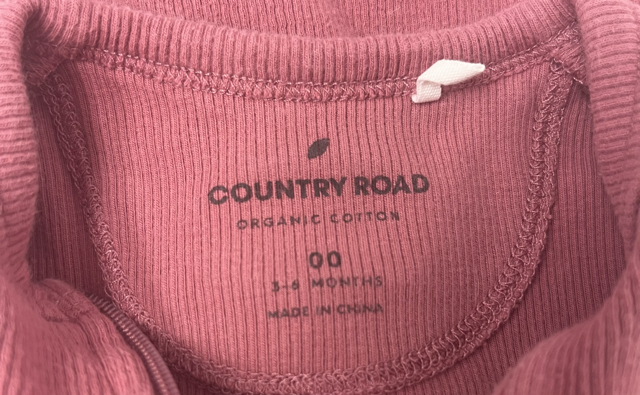 COUNTRY ROAD
ORGANIC COTTON
00
3-6 MONTHS
MADE IN CHINA